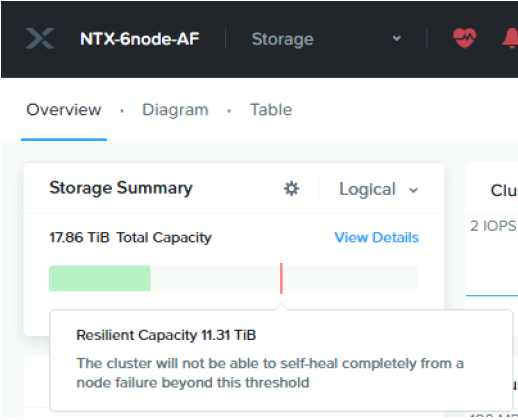 NTX-6node-AF Storage
Overview · Diagram · Table
Storage Summary Logical
Clu
2 IOPS
17.86 TiB Total Capacity View Details
Resilient Capacity 11.31 TiB
The cluster will not be able to self-heal completely from a
node failure beyond this threshold